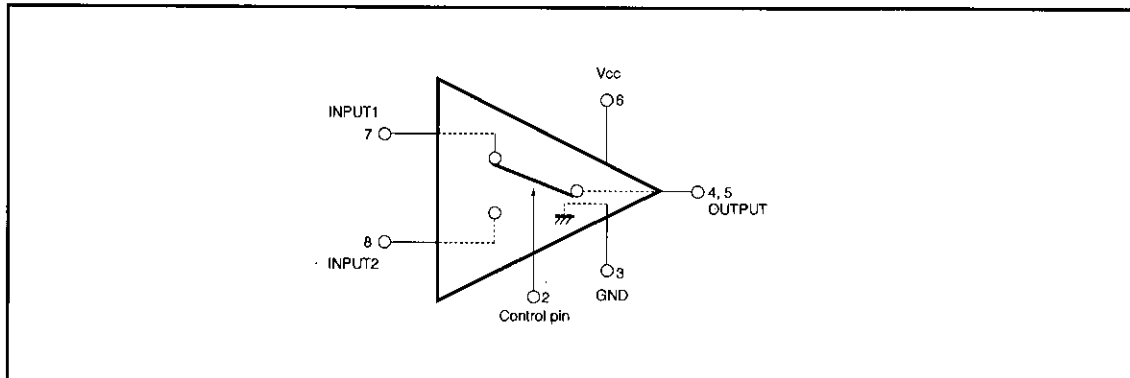 Vcc
6
INPUT1
7
4, 5
OUTPUT
8
INPUT2
3
GND
2
Control pin